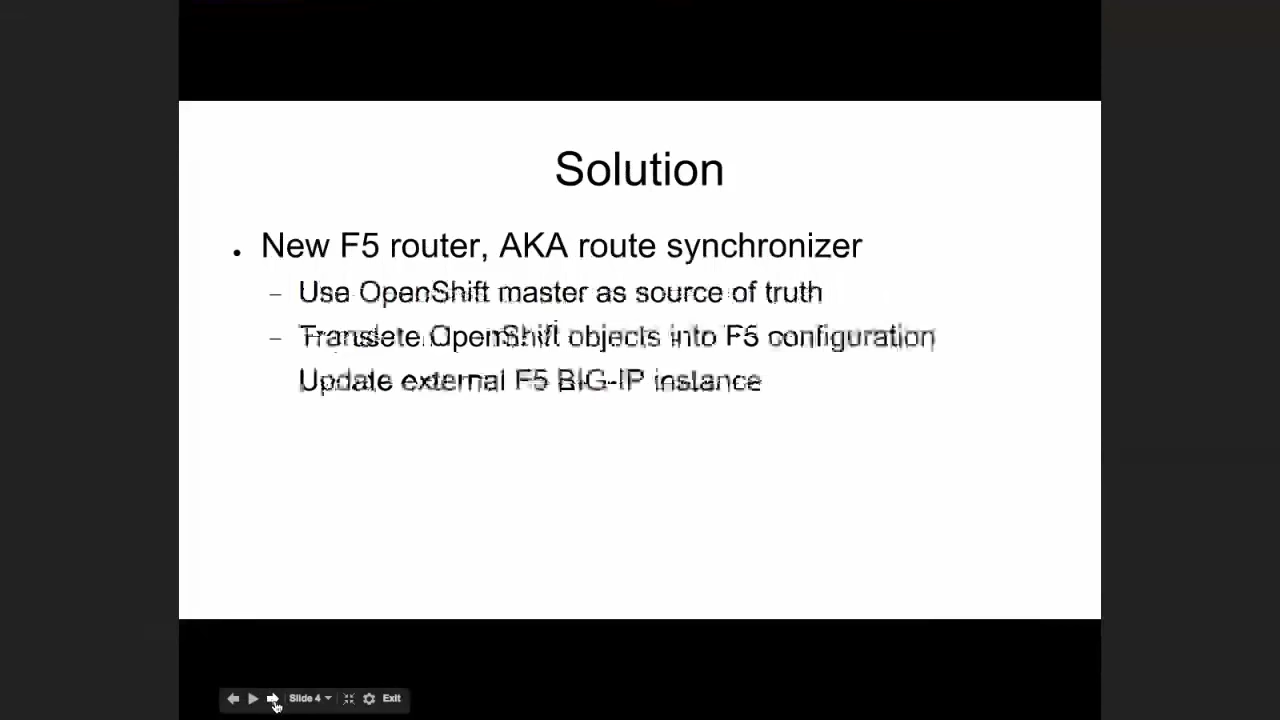 Solution
• New F5 router, AKA route synchronizer
– Use OpenShift master as source of truth
– Translate OpenShift objects into F5 configuration
Update external F5 BIG-IP instance
Slide 4 Exit